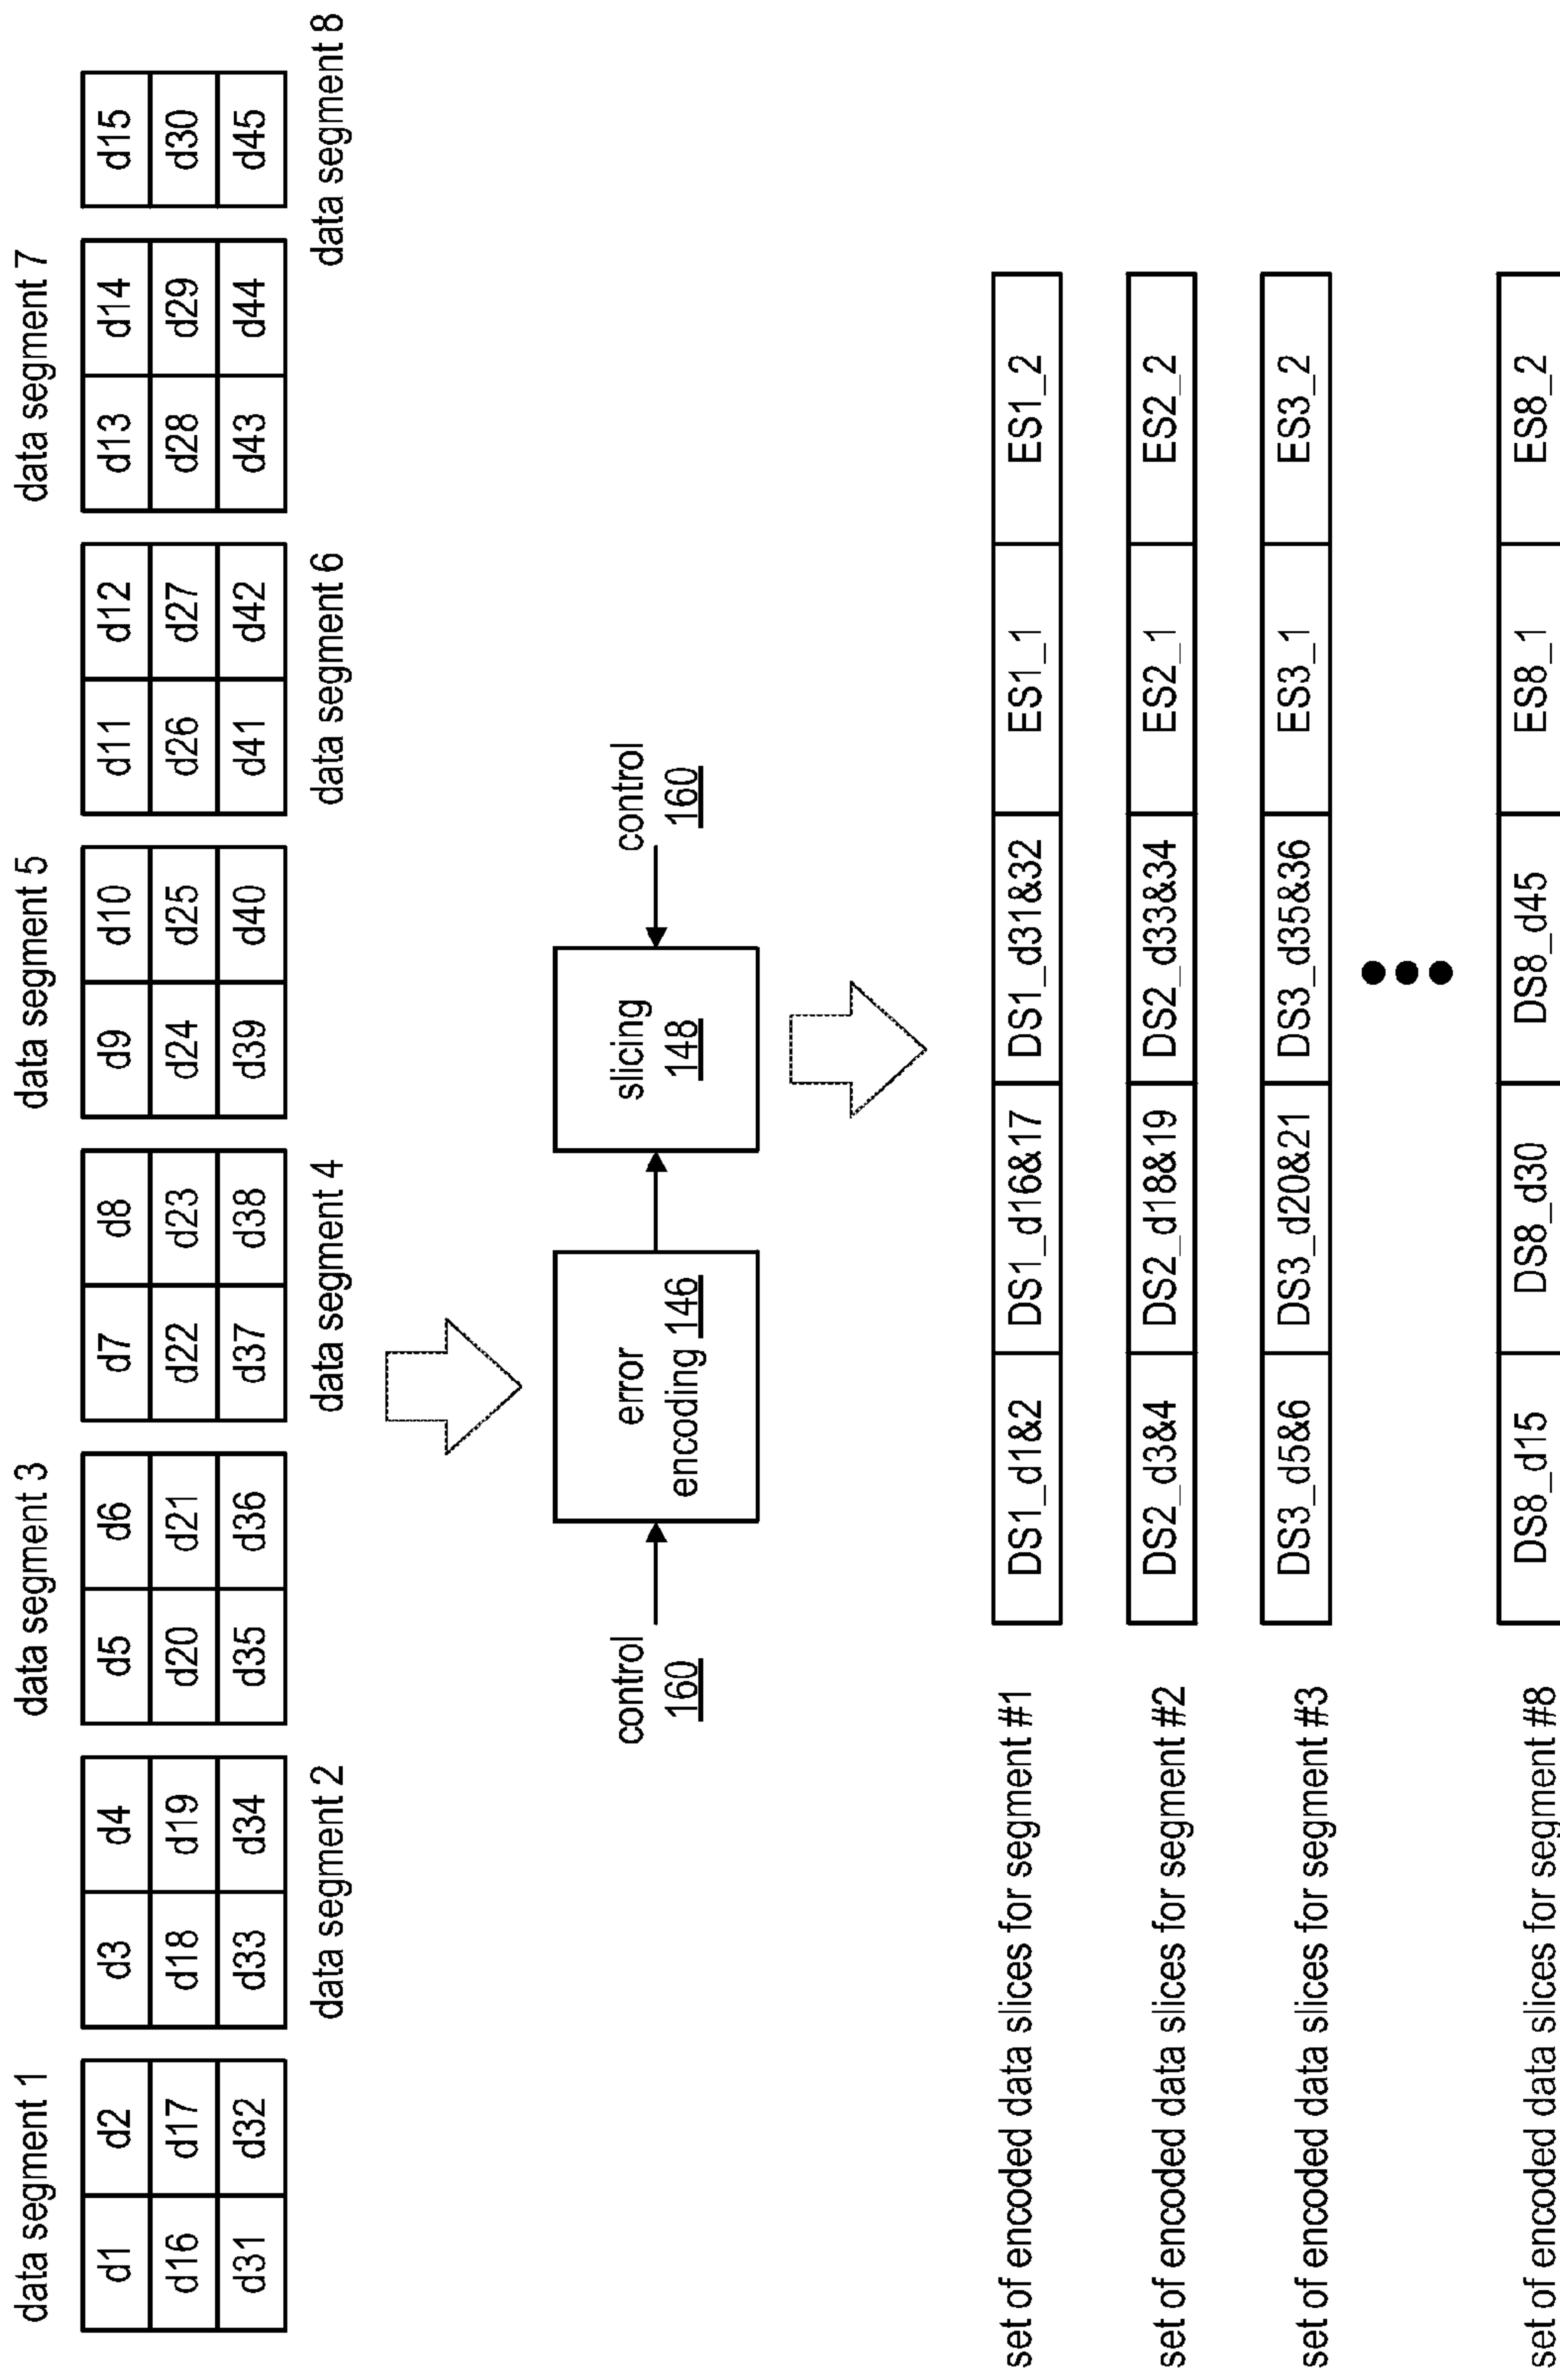 data segment 1
data segment 3
data segment 5
data segment 7
d1 d2 d3 d4 d5 d6 d7 d8 d9 d10 d11 d12 d13 d14 d15
d16 d17 d18 d19 d20 d21 d22 d23 d24 d25 d26 d27 d28 d29 d30
d31 d32 d33 d34 d35 d36 d37 d38 d39 d40 d41 d42 d43 d44 d45
data segment 2
data segment 4
data segment 6
data segment 8
control
160
error
encoding 146
slicing
148
control
160
set of encoded data slices for segment #1
DS1_d1&2 DS1_d16&17 DS1_d31&32 ES1_1 ES1_2
set of encoded data slices for segment #2
DS2_d3&4 DS2_d18&19 DS2_d33&34 ES2_1 ES2_2
set of encoded data slices for segment #3
DS3_d5&6 DS3_d20&21 DS3_d35&36 ES3_1 ES3_2
set of encoded data slices for segment #8
DS8_d15 DS8_d30 DS8_d45 ES8_1 ES8_2